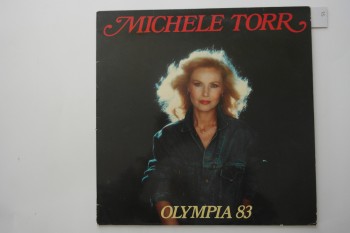 MICHELE TORR
OLYMPIA 83